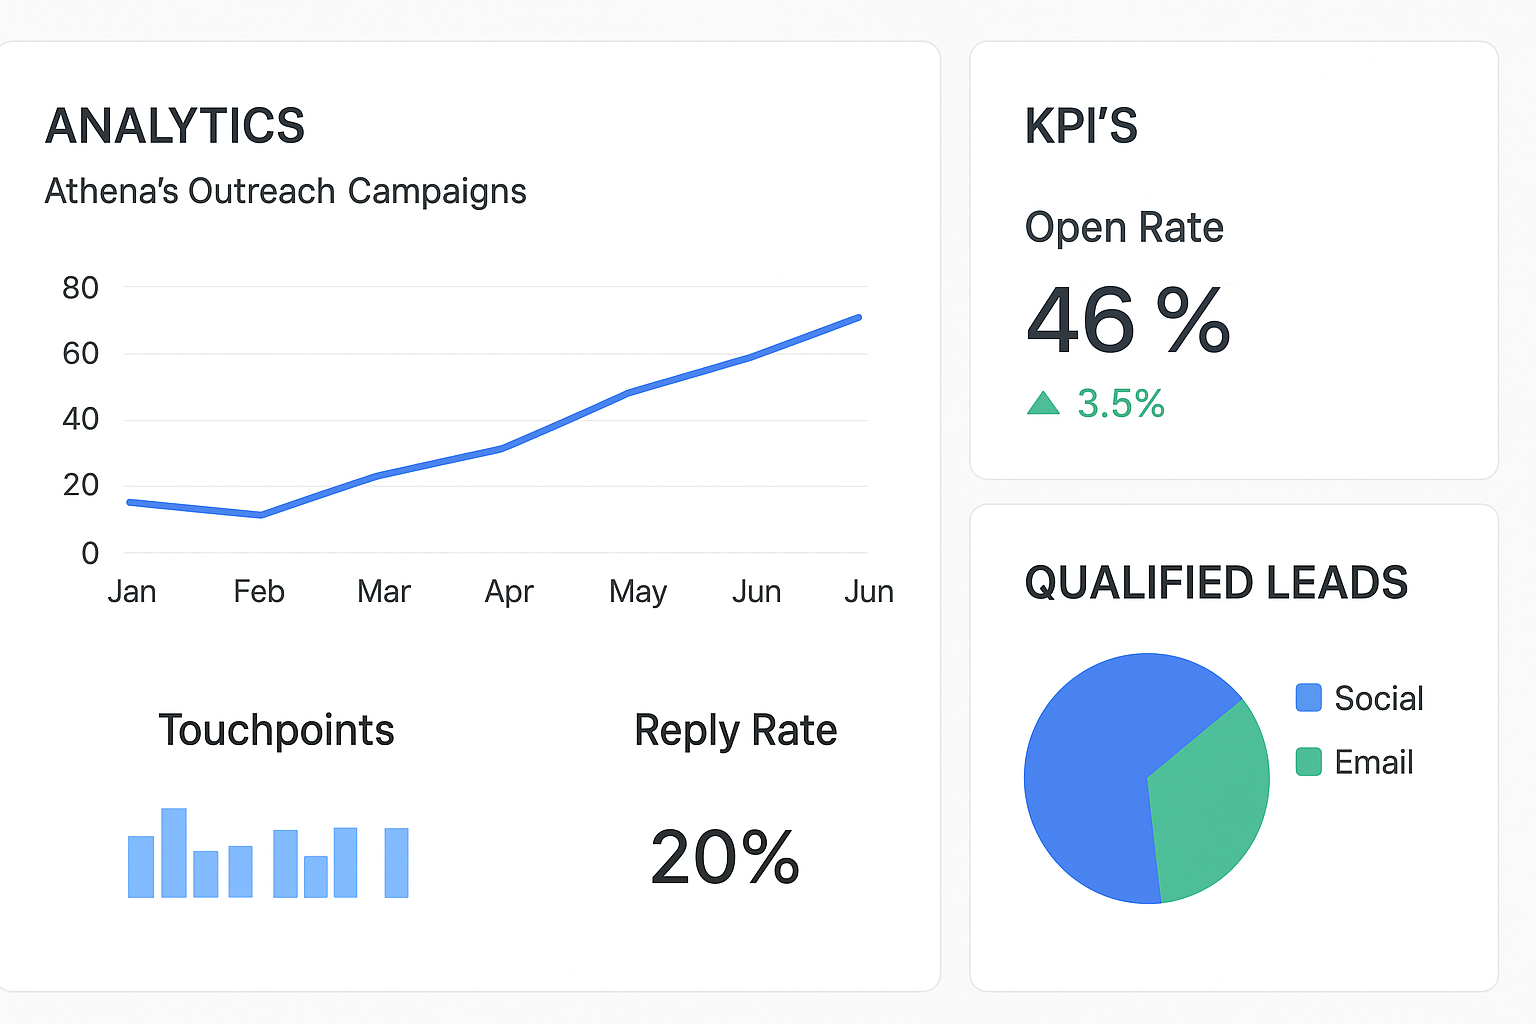 ANALYTICS
Athena’s Outreach Campaigns
80
60
40
20
0
Jan Feb Mar Apr May Jun Jun
Touchpoints
Reply Rate
20%
KPI’S
Open Rate
46 %
▲ 3.5%
QUALIFIED LEADS
Social
Email